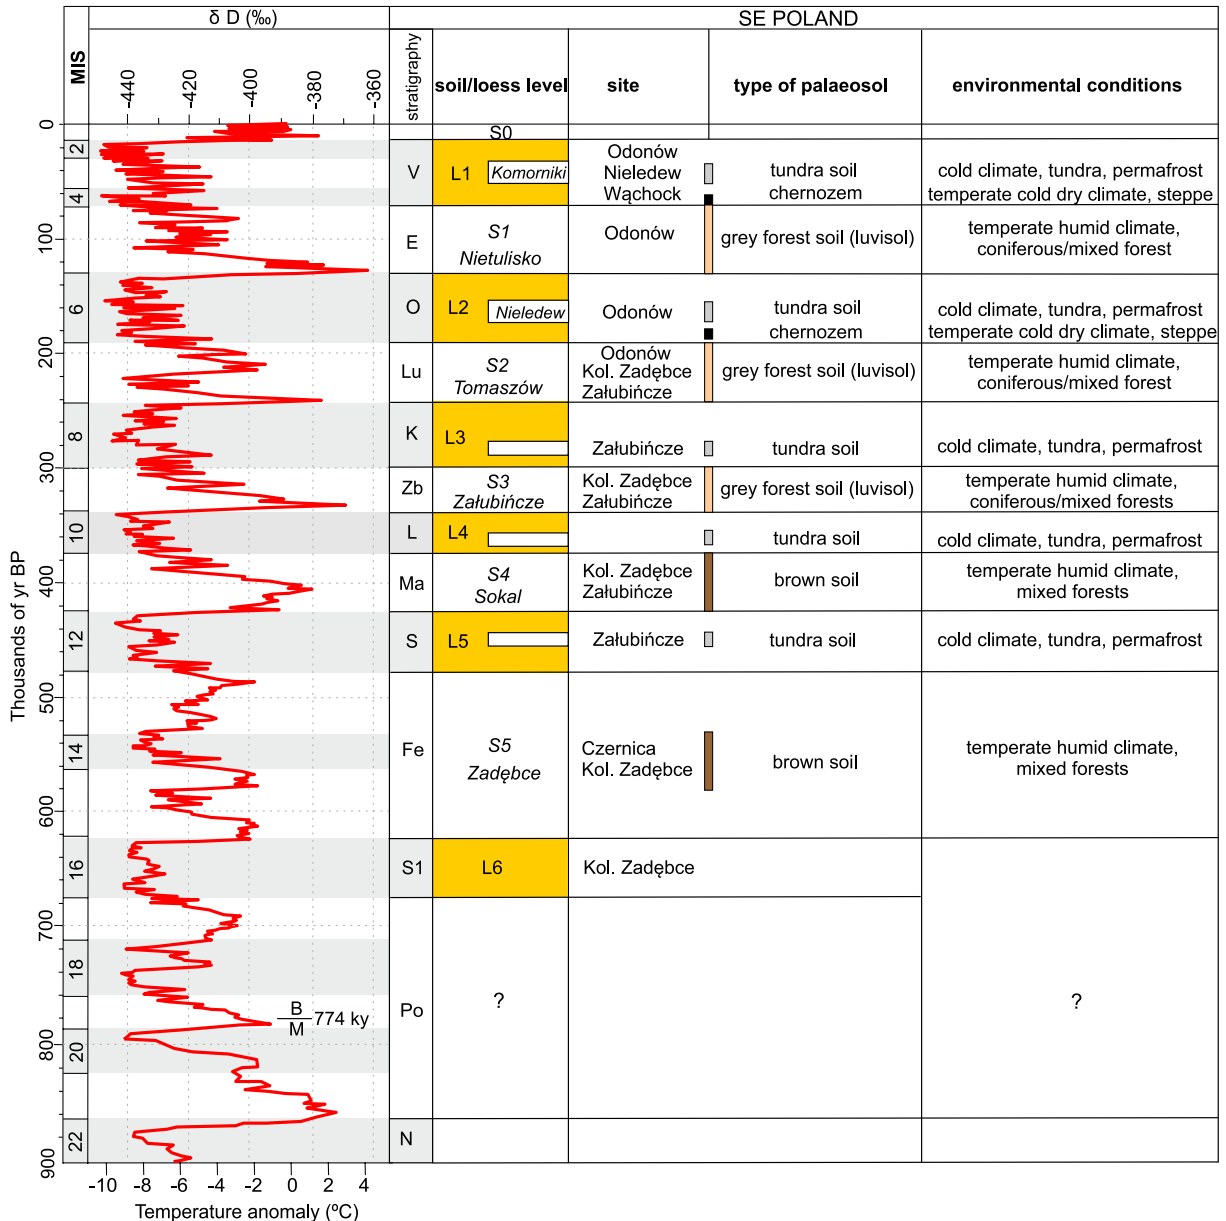 δ D (‰)
SE POLAND
MIS
-440
-420
-400
-380
-360
stratigraphy
soil/loess level
site
type of palaeosol
environmental conditions
Thousands of yr BP
0
100
200
300
400
500
600
700
800
900
2
4
6
8
10
12
14
16
18
20
22
S0
V
L1
Komorniki
Odonów
Nieledew
Wąchock
tundra soil
chernozem
cold climate, tundra, permafrost
temperate cold dry climate, steppe
E
S1
Nietulisko
Odonów
grey forest soil (luvisol)
temperate humid climate,
coniferous/mixed forest
O
L2
Nieledew
Odonów
tundra soil
chernozem
cold climate, tundra, permafrost
temperate cold dry climate, steppe
Lu
S2
Tomaszów
Odonów
Kol. Zadębce
Załubińcze
grey forest soil (luvisol)
temperate humid climate,
coniferous/mixed forest
K
L3
Załubińcze
tundra soil
cold climate, tundra, permafrost
Zb
S3
Załubińcze
Kol. Zadębce
Załubińcze
grey forest soil (luvisol)
temperate humid climate,
coniferous/mixed forests
L
L4
tundra soil
cold climate, tundra, permafrost
Ma
S4
Sokal
Kol. Zadębce
Załubińcze
brown soil
temperate humid climate,
mixed forests
S
L5
Załubińcze
tundra soil
cold climate, tundra, permafrost
Fe
S5
Zadębce
Czernica
Kol. Zadębce
brown soil
temperate humid climate,
mixed forests
S1
L6
Kol. Zadębce
Po
?
?
B
M
774 ky
N
-10
-8
-6
-4
-2
0
2
4
Temperature anomaly (ºC)